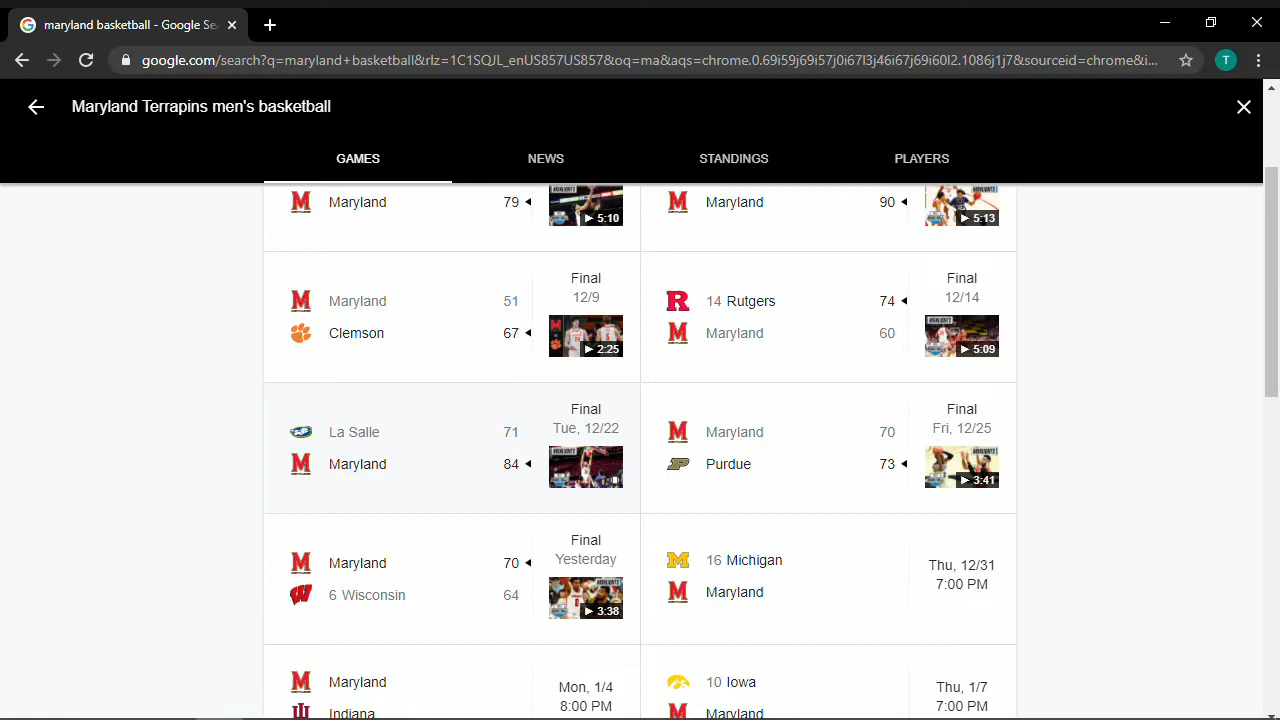 maryland basketball - Google Se
google.com/search?q=maryland+basketball&rlz=1C1SQJL_enUS857US857&oq=ma&aqs=chrome.0.69i59j69i57j0i67l3j46i67j69i60l2.1086j1j7&sourceid=chrome&i...
T
Maryland Terrapins men's basketball
GAMES NEWS STANDINGS PLAYERS
Maryland 79
5:10
Maryland 90
5:13
Final
12/9
Maryland 51
Clemson 67
2:25
Final
12/14
14 Rutgers 74
Maryland 60
HIGHLIGHTS
5:09
Final
Tue, 12/22
La Salle 71
Maryland 84
HIGHLIGHTS
Final
Fri, 12/25
Maryland 70
Purdue 73
HIGHLIGHTS
3:41
Final
Yesterday
Maryland 70
6 Wisconsin 64
HIGHLIGHTS
3:38
16 Michigan
Maryland
Thu, 12/31
7:00 PM
Maryland
Indiana
Mon, 1/4
8:00 PM
10 Iowa
Maryland
Thu, 1/7
7:00 PM